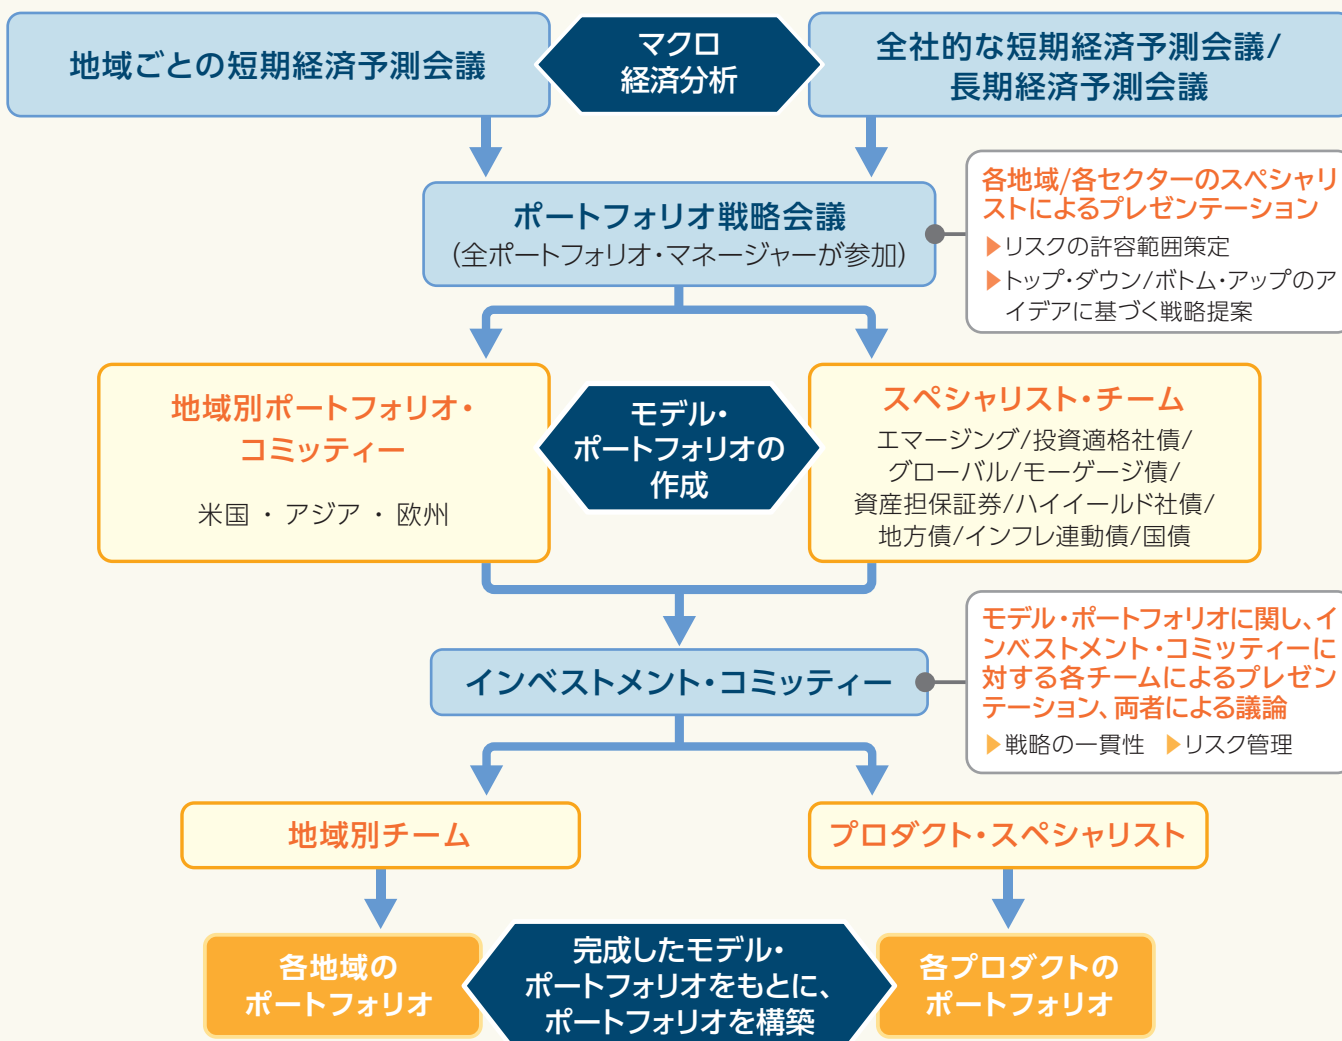 地域ごとの短期経済予測会議
マクロ
経済分析
全社的な短期経済予測会議/
長期経済予測会議
ポートフォリオ戦略会議
(全ポートフォリオ・マネージャーが参加)
各地域/各セクターのスペシャリ
ストによるプレゼンテーション
▶リスクの許容範囲策定
▶トップ・ダウン/ボトム・アップのア
イデアに基づく戦略提案
地域別ポートフォリオ・
コミッティー
米国 ・ アジア ・ 欧州
モデル・
ポートフォリオの
作成
スペシャリスト・チーム
エマージング/投資適格社債/
グローバル/モーゲージ債/
資産担保証券/ハイイールド社債/
地方債/インフレ連動債/国債
インベストメント・コミッティー
モデル・ポートフォリオに関し、イ
ンベストメント・コミッティーに
対する各チームによるプレゼン
テーション、両者による議論
▶戦略の一貫性 ▶リスク管理
地域別チーム
プロダクト・スペシャリスト
各地域の
ポートフォリオ
完成したモデル・
ポートフォリオをもとに、
ポートフォリオを構築
各プロダクトの
ポートフォリオ